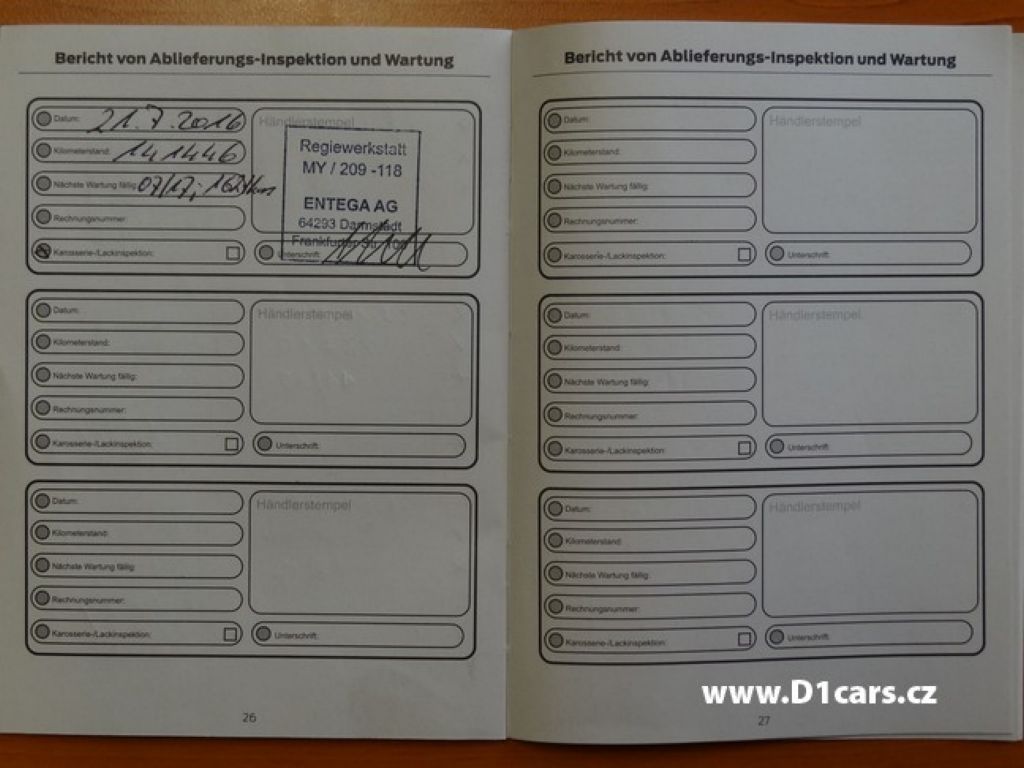 Bericht von Ablieferungs-Inspektion und Wartung
Datum: 21.7.2016
Kilometerstand: 141446
Nächste Wartung fällig: 07/17;
Rechnungsnummer:
Karosserie-/Lackinspektion:
Händlerstempel
Regiewerkstatt
MY / 209 -118
ENTEGA AG
64293 Darmstadt
Frankfurter Str. 100
Unterschrift:
Datum:
Kilometerstand:
Nächste Wartung fällig:
Rechnungsnummer:
Karosserie-/Lackinspektion:
Händlerstempel
Unterschrift:
Datum:
Kilometerstand:
Nächste Wartung fällig:
Rechnungsnummer:
Karosserie-/Lackinspektion:
Händlerstempel
Unterschrift:
26
Bericht von Ablieferungs-Inspektion und Wartung
Datum:
Kilometerstand:
Nächste Wartung fällig:
Rechnungsnummer:
Karosserie-/Lackinspektion:
Händlerstempel
Unterschrift:
Datum:
Kilometerstand:
Nächste Wartung fällig:
Rechnungsnummer:
Karosserie-/Lackinspektion:
Händlerstempel
Unterschrift:
Datum:
Kilometerstand:
Nächste Wartung fällig:
Rechnungsnummer:
Karosserie-/Lackinspektion:
Händlerstempel
Unterschrift:
27
www.D1cars.cz